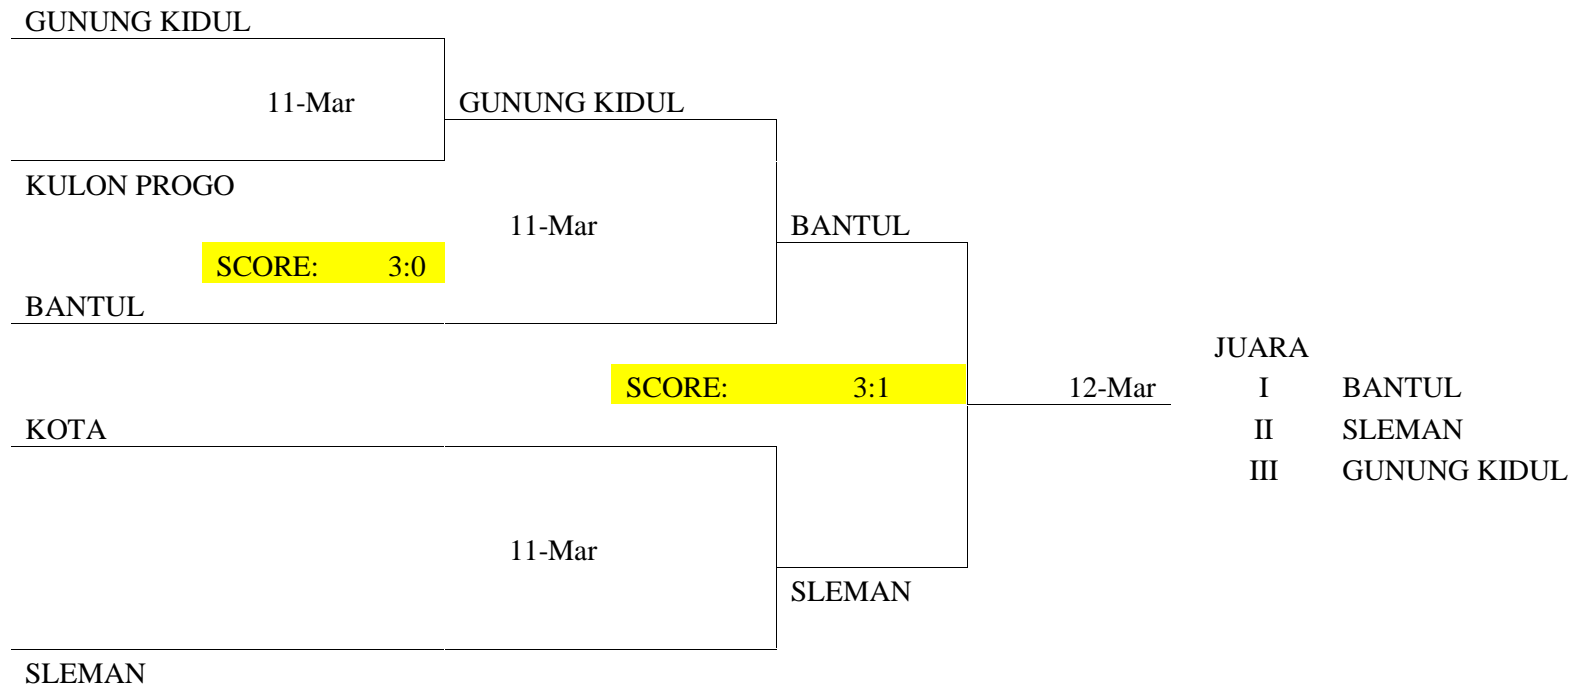 GUNUNG KIDUL
11-Mar GUNUNG KIDUL
KULON PROGO
11-Mar BANTUL
SCORE: 3:0
BANTUL
JUARA
SCORE: 3:1 12-Mar I BANTUL
KOTA II SLEMAN
III GUNUNG KIDUL
11-Mar
SLEMAN
SLEMAN